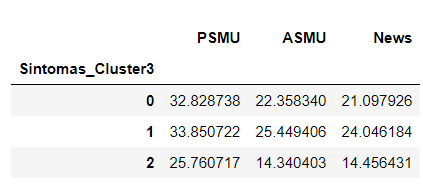 PSMU ASMU News
Sintomas_Cluster3
0 32.828738 22.358340 21.097926
1 33.850722 25.449406 24.046184
2 25.760717 14.340403 14.456431